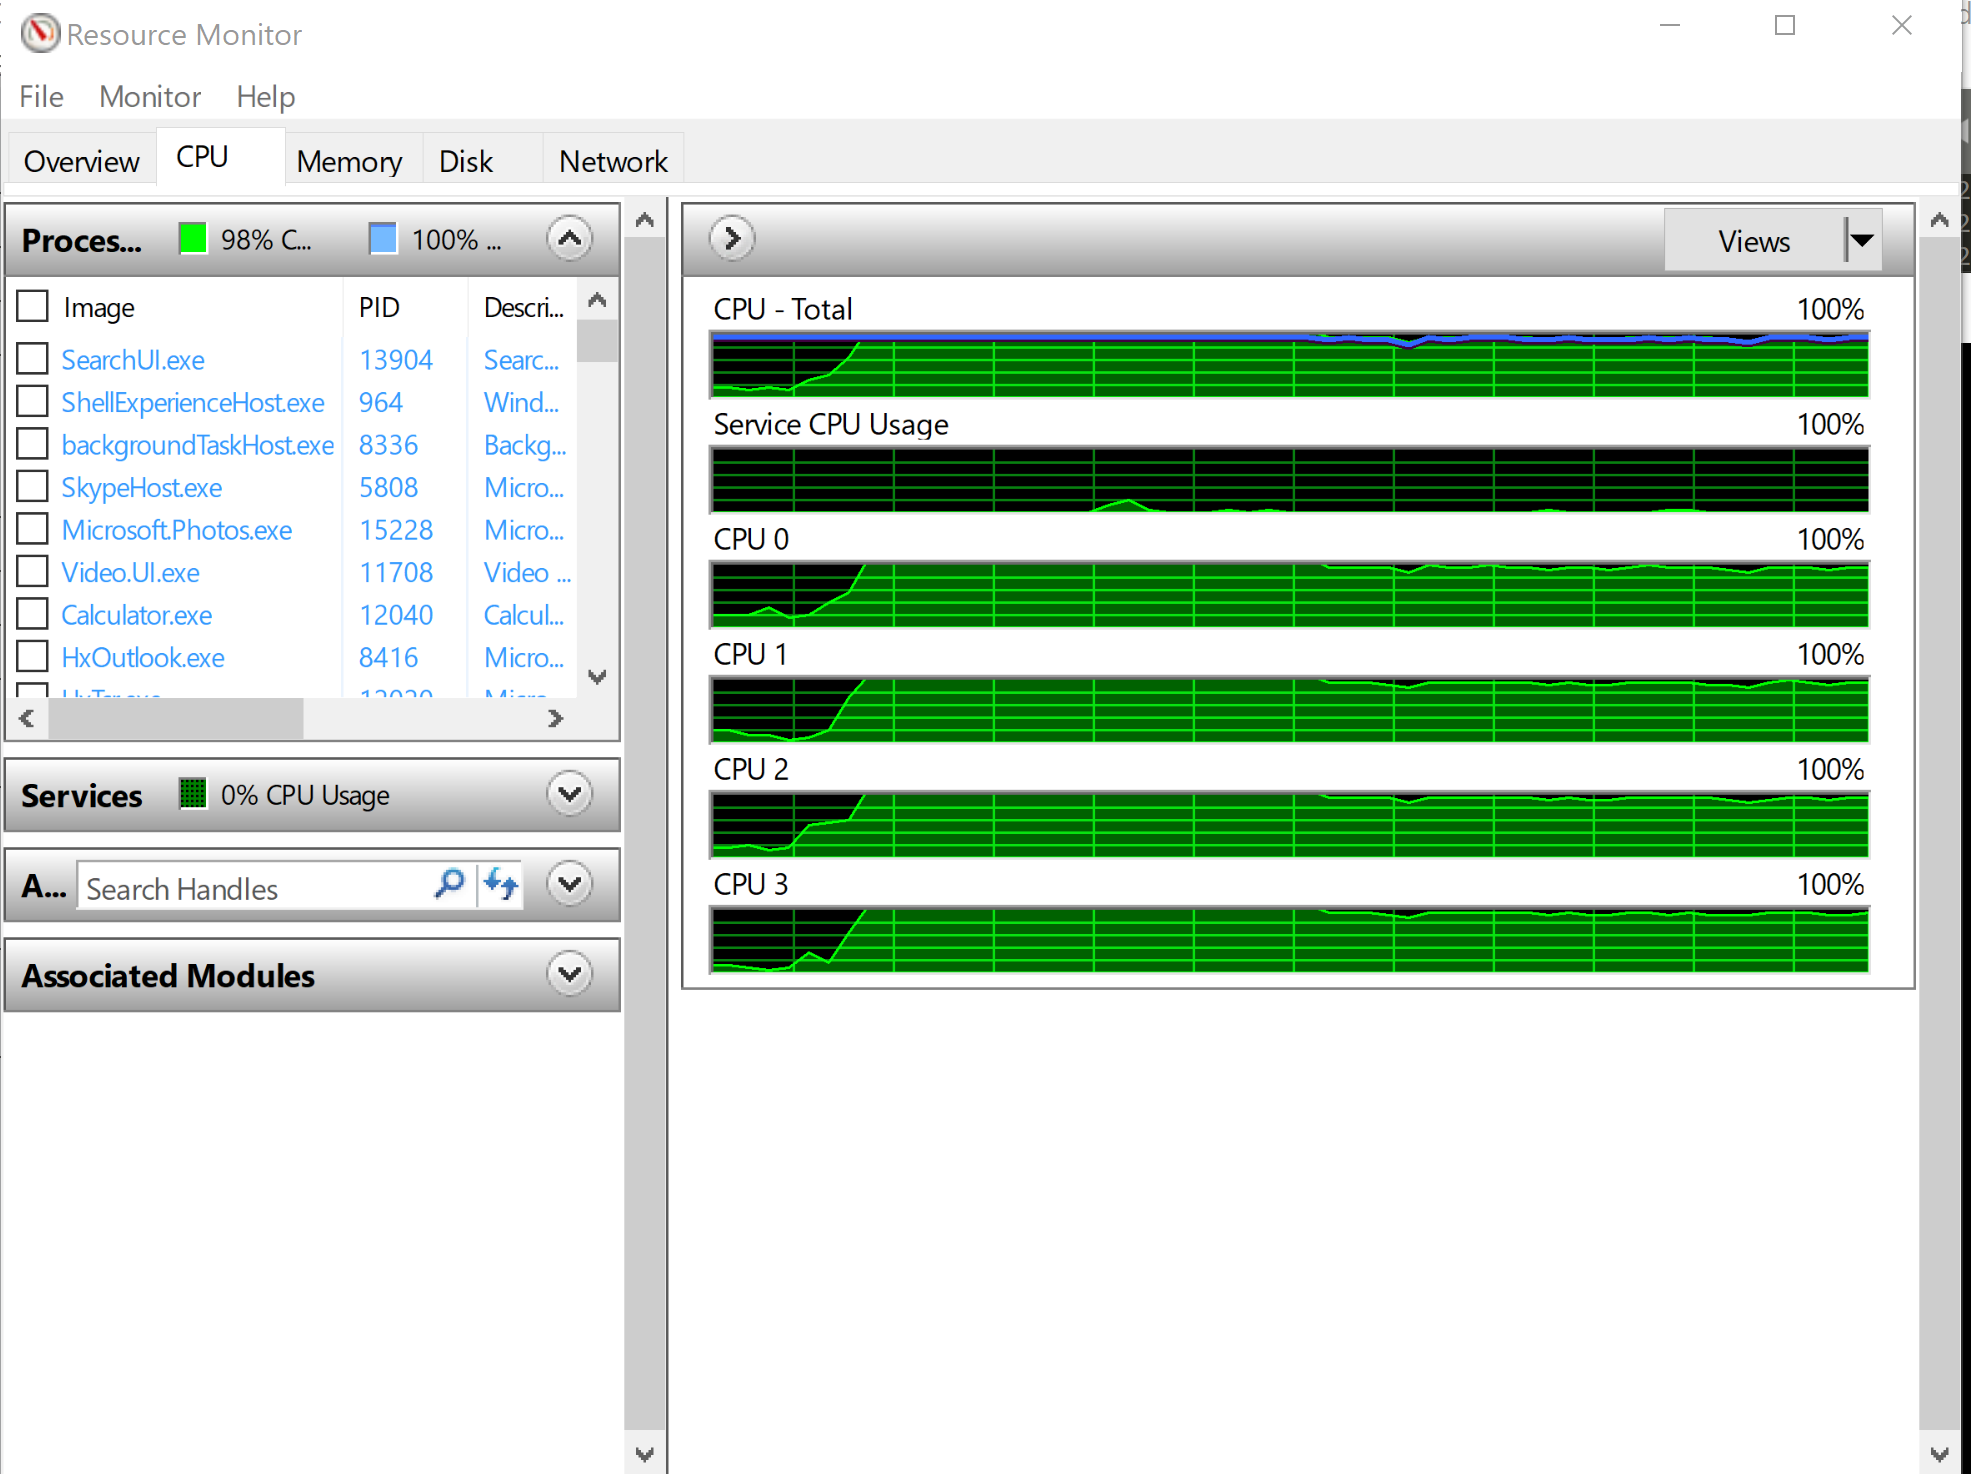 Resource Monitor
File Monitor Help
Overview CPU Memory Disk Network
Proces... 98% C... 100% ...
Image PID Descri...
SearchUI.exe 13904 Searc...
ShellExperienceHost.exe 964 Wind...
backgroundTaskHost.exe 8336 Backg...
SkypeHost.exe 5808 Micro...
Microsoft.Photos.exe 15228 Micro...
Video.UI.exe 11708 Video ...
Calculator.exe 12040 Calcul...
HxOutlook.exe 8416 Micro...
Services 0% CPU Usage
A... Search Handles
Associated Modules
Views
CPU - Total 100%
Service CPU Usage 100%
CPU 0 100%
CPU 1 100%
CPU 2 100%
CPU 3 100%